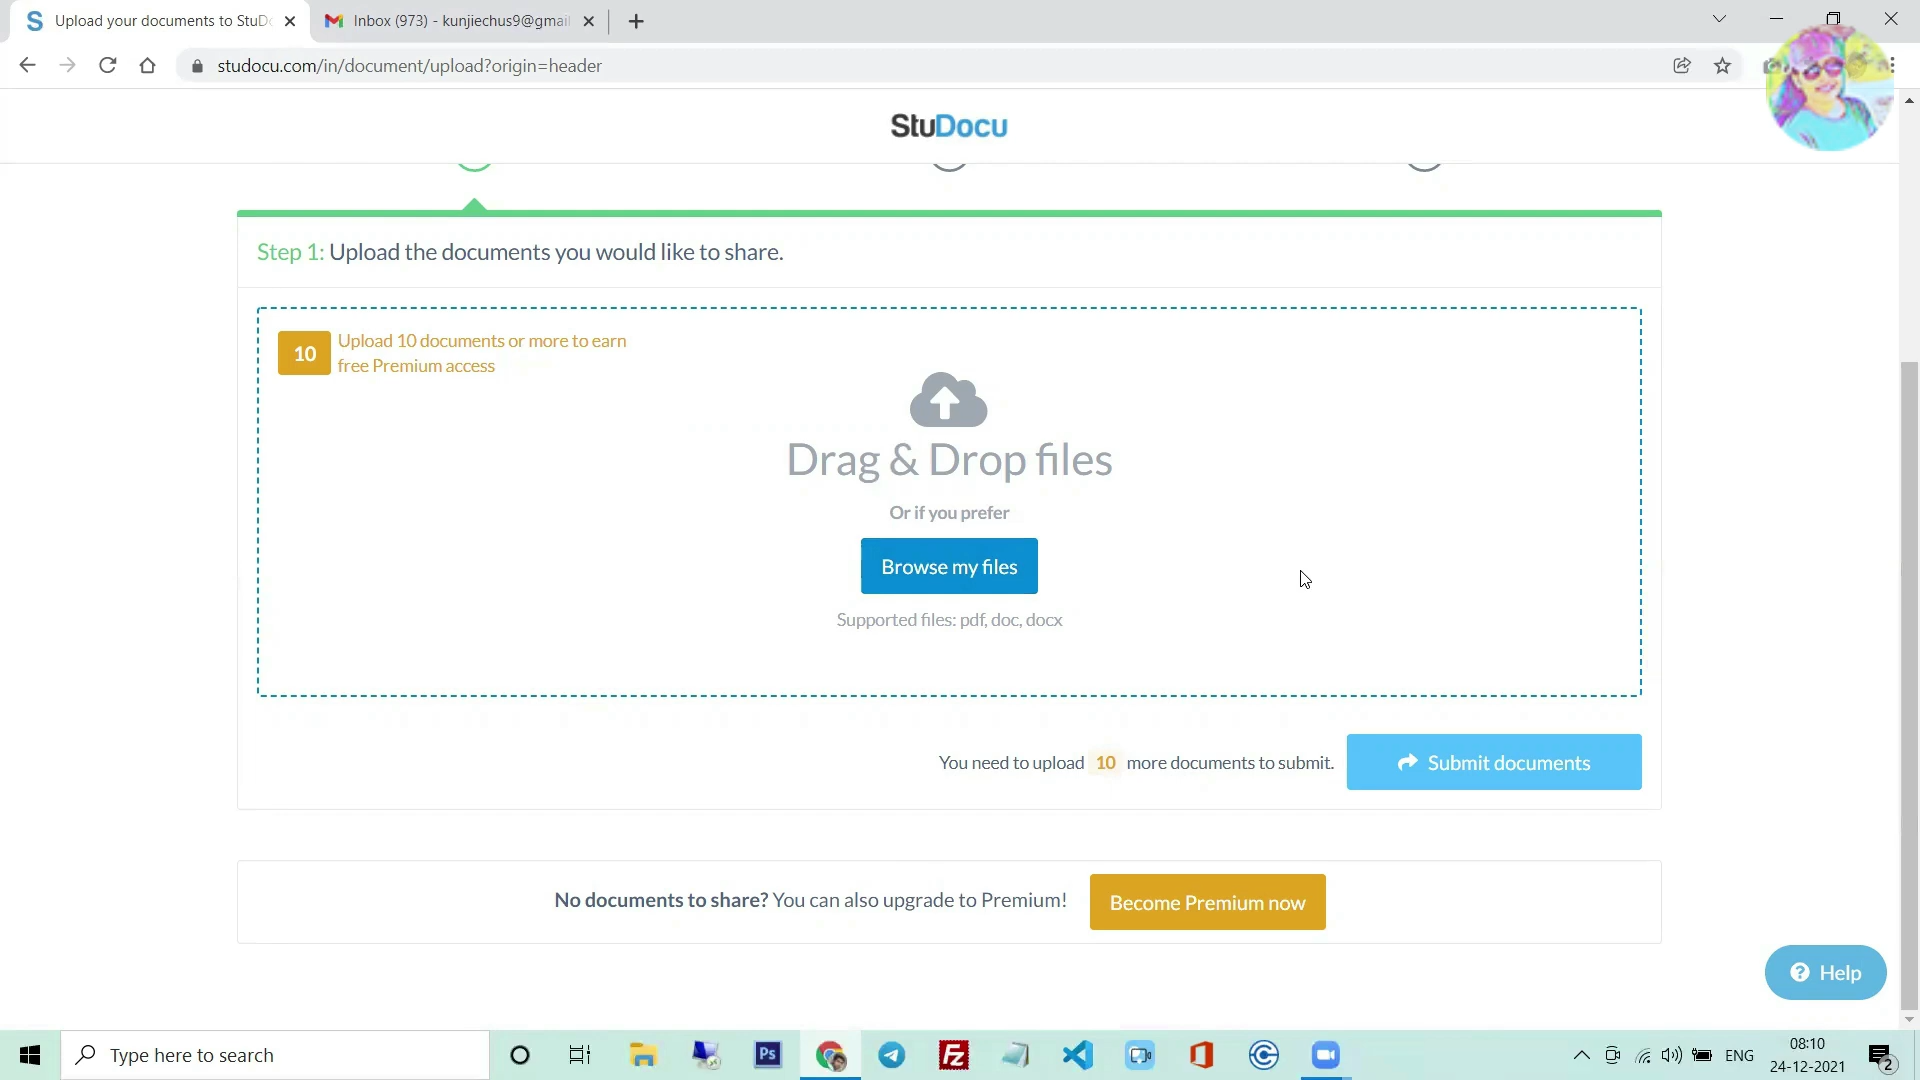 Upload your documents to StuDo
Inbox (973) - kunjiechus9@gmail
studocu.com/in/document/upload?origin=header
StuDocu
Step 1: Upload the documents you would like to share.
10
Upload 10 documents or more to earn
free Premium access
Drag & Drop files
Or if you prefer
Browse my files
Supported files: pdf, doc, docx
You need to upload 10 more documents to submit.
Submit documents
No documents to share? You can also upgrade to Premium!
Become Premium now
Help
Type here to search
Ps
Fz
ENG
08:10
24-12-2021
2